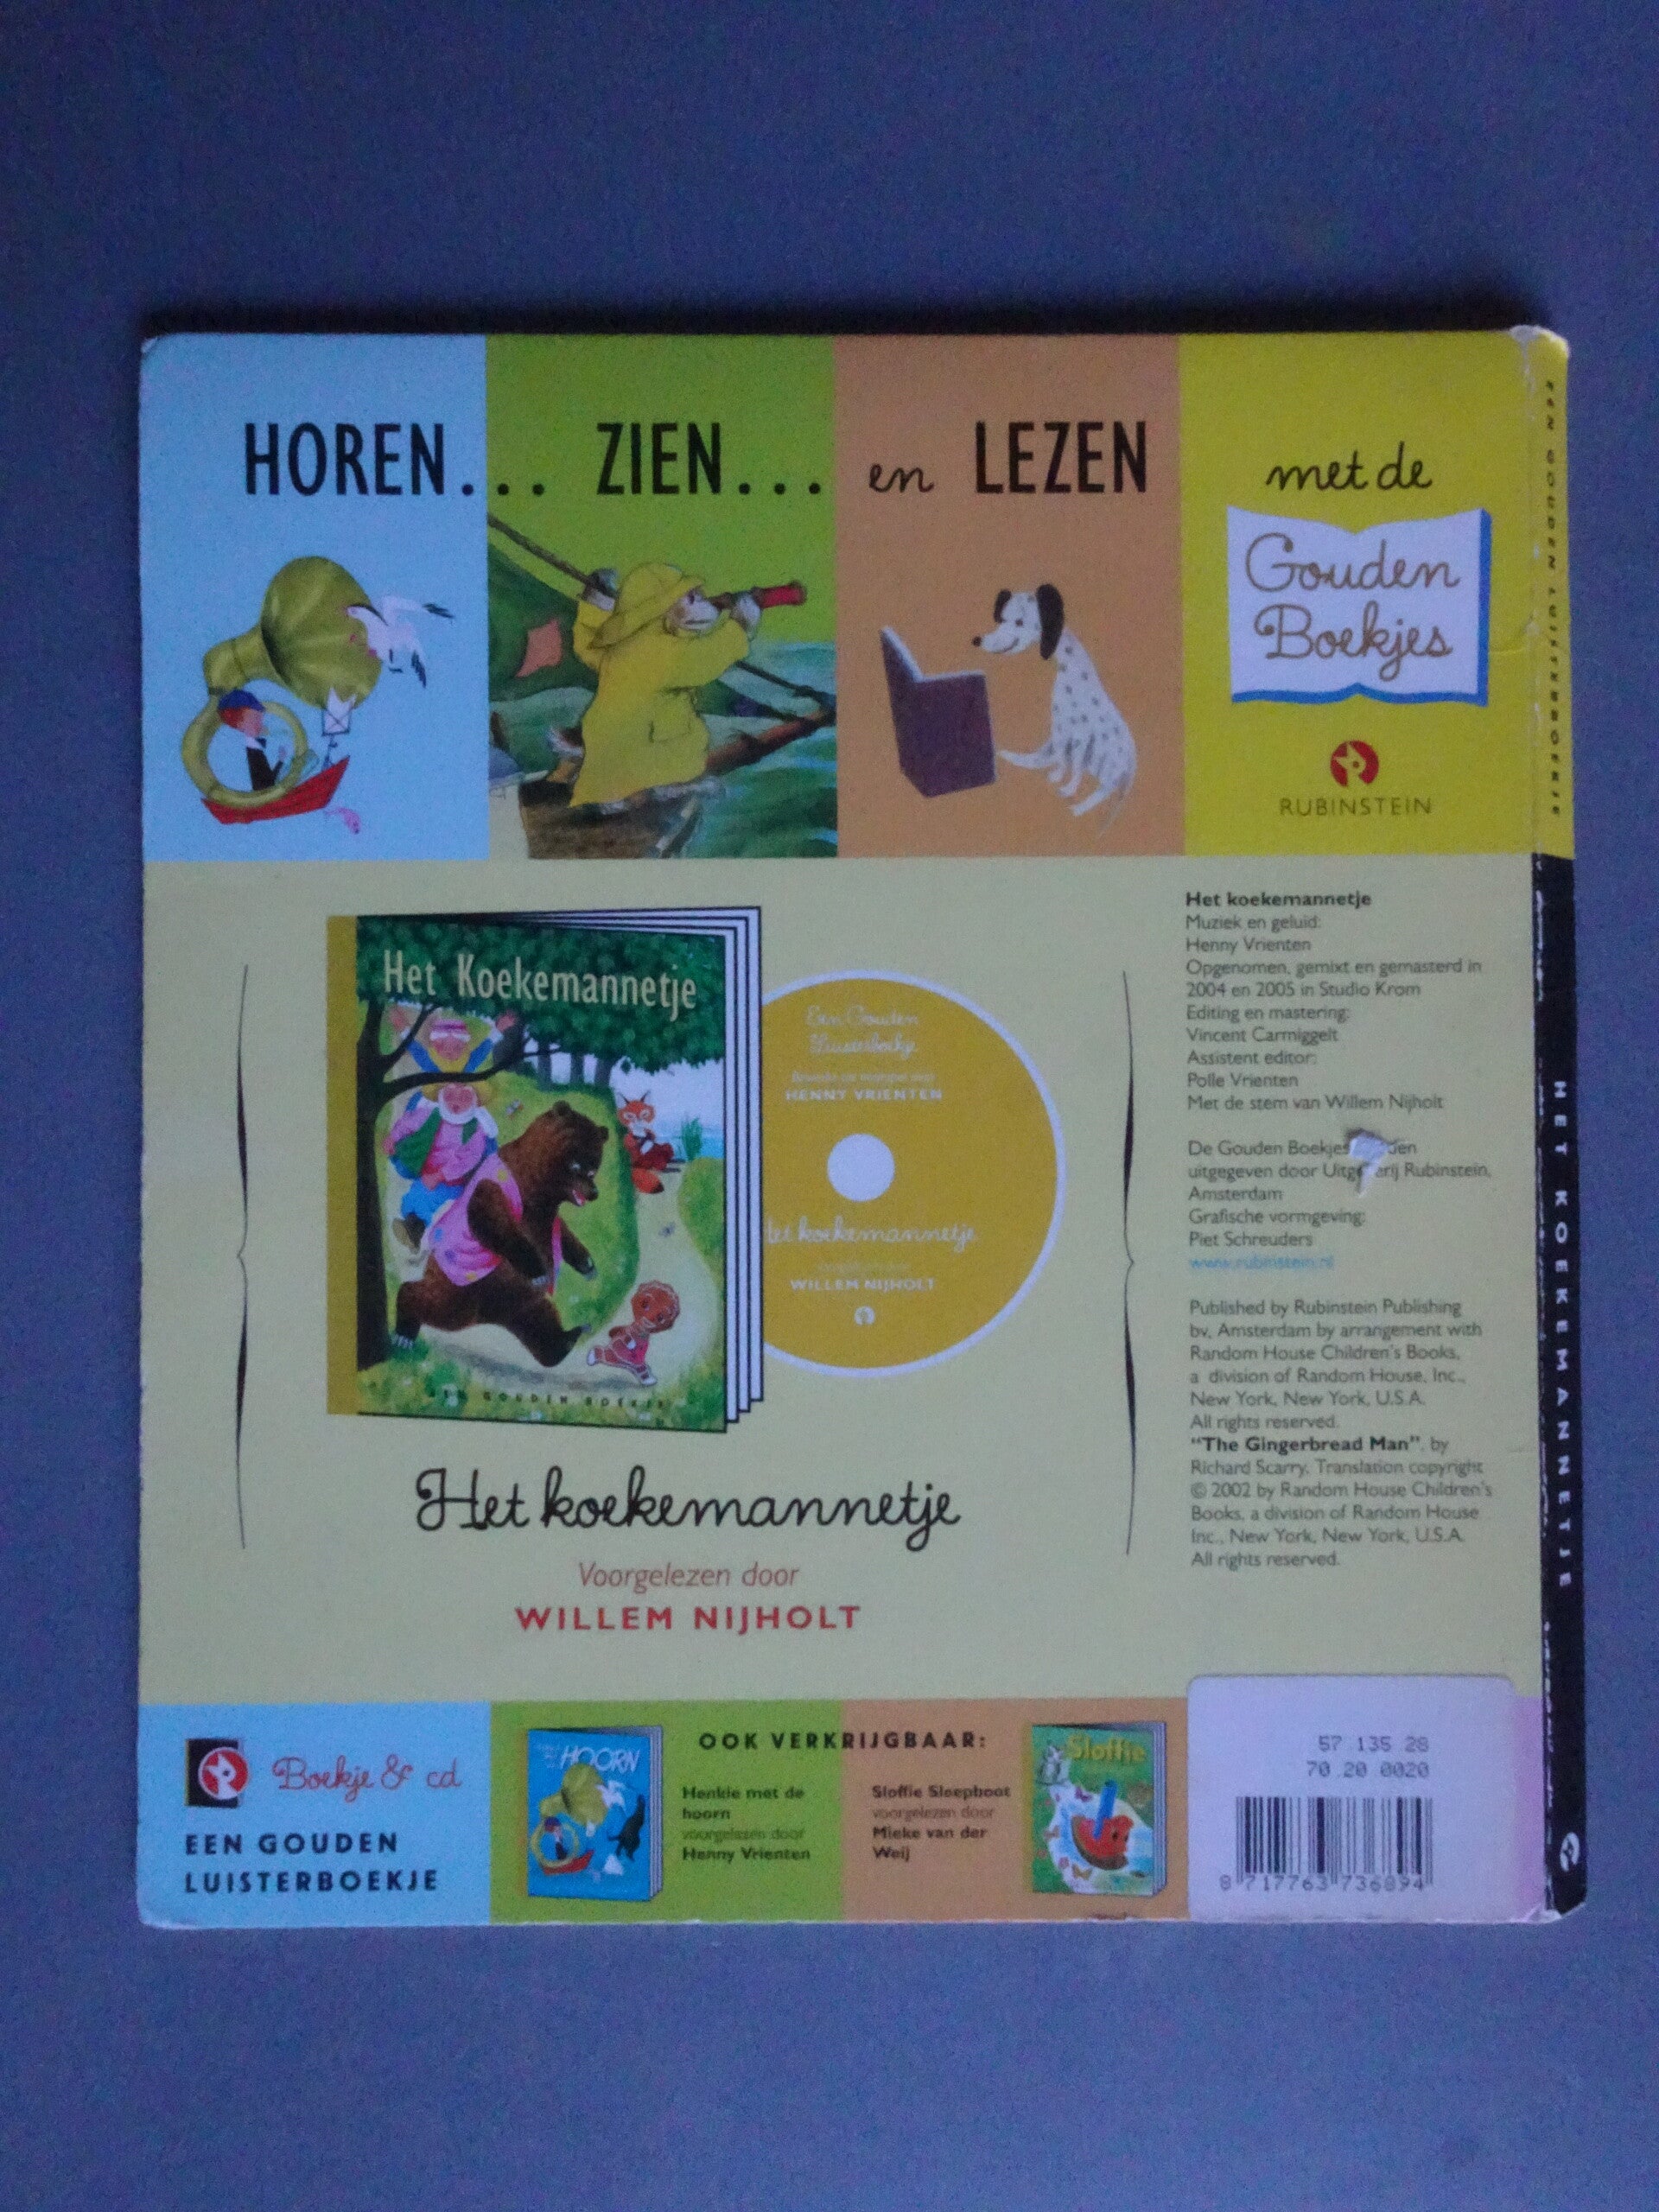 HOREN... ZIEN... en LEZEN
met de
Gouden
Boekjes
RUBINSTEIN
Het Koekemannetje
EEN GOUDEN BOEKJE
Een Gouden
Luisterboekje
HENNY VRIENTEN
Het koekemannetje
WILLEM NIJHOLT
Het koekemannetje
Voorgelezen door
WILLEM NIJHOLT
Het koekemannetje
Muziek en geluid:
Henny Vrienten
Opgenomen, gemixt en gemasterd in
2004 en 2005 in Studio Krom
Editing en mastering:
Vincent Carmiggelt
Assistent editor:
Polle Vrienten
Met de stem van Willem Nijholt
De Gouden Boekjes den
uitgegeven door Uitg erij Rubinstein,
Amsterdam
Grafische vormgeving:
Piet Schreuders
www.rubinstein.nl
Published by Rubinstein Publishing
bv, Amsterdam by arrangement with
Random House Children's Books,
a division of Random House, Inc.,
New York, New York, U.S.A.
All rights reserved.
"The Gingerbread Man", by
Richard Scarry. Translation copyright
© 2002 by Random House Children's
Books, a division of Random House
Inc., New York, New York, U.S.A.
All rights reserved.
Boekje & cd
EEN GOUDEN
LUISTERBOEKJE
OOK VERKRIJGBAAR:
HOORN
Henkie met de
hoorn
voorgelezen door
Henny Vrienten
Sloffie Sleepboot
voorgelezen door
Mieke van der
Weij
Sloffie
57 135 28
70 20 0020
8 717763 736894
EEN GOUDEN LUISTERBOEKJE
HET KOEKEMANNETJE